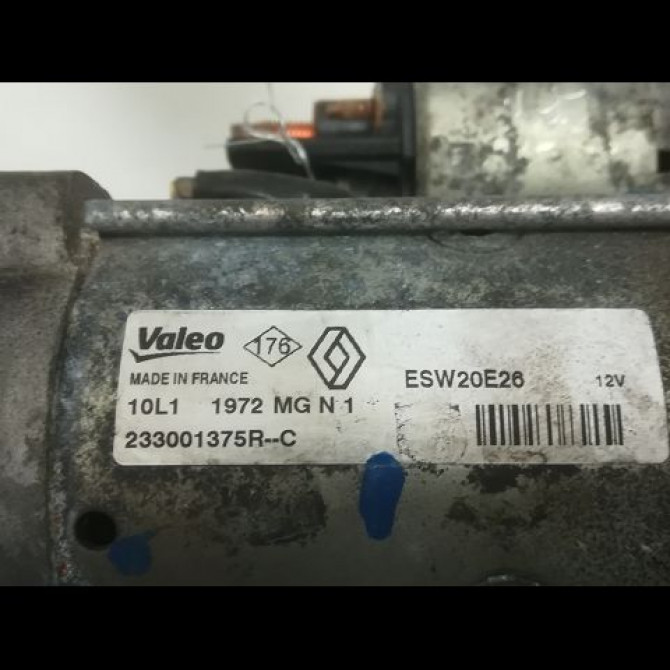 Valeo 176
MADE IN FRANCE ESW20E26 12V
10L1 1972 MG N 1
233001375R--C